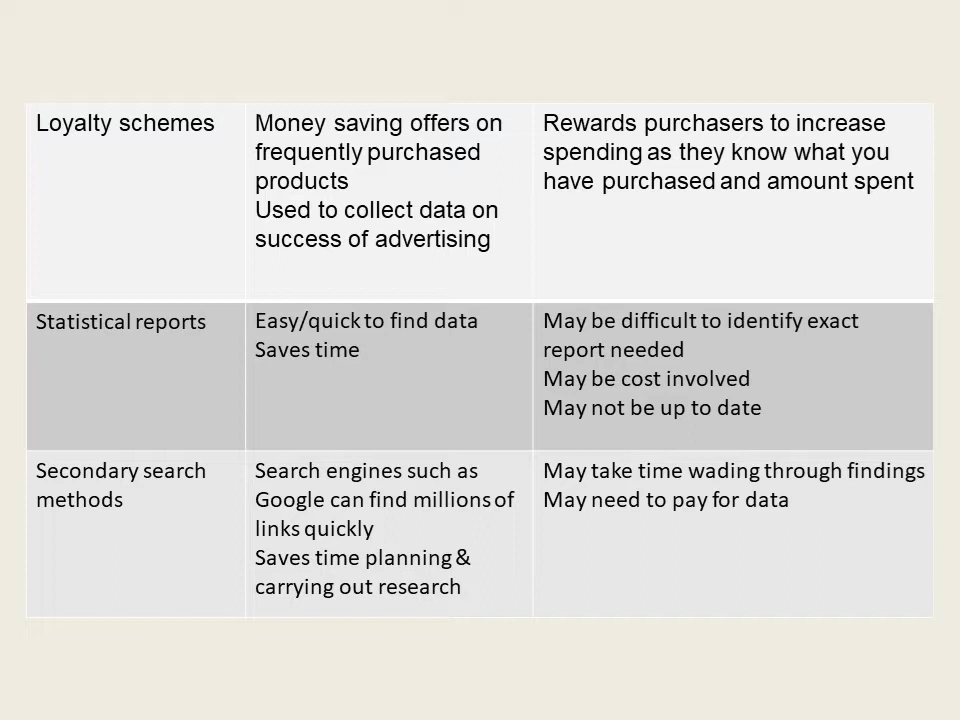 Loyalty schemes
Money saving offers on
frequently purchased
products
Used to collect data on
success of advertising
Rewards purchasers to increase
spending as they know what you
have purchased and amount spent
Statistical reports
Easy/quick to find data
Saves time
May be difficult to identify exact
report needed
May be cost involved
May not be up to date
Secondary search
methods
Search engines such as
Google can find millions of
links quickly
Saves time planning &
carrying out research
May take time wading through findings
May need to pay for data